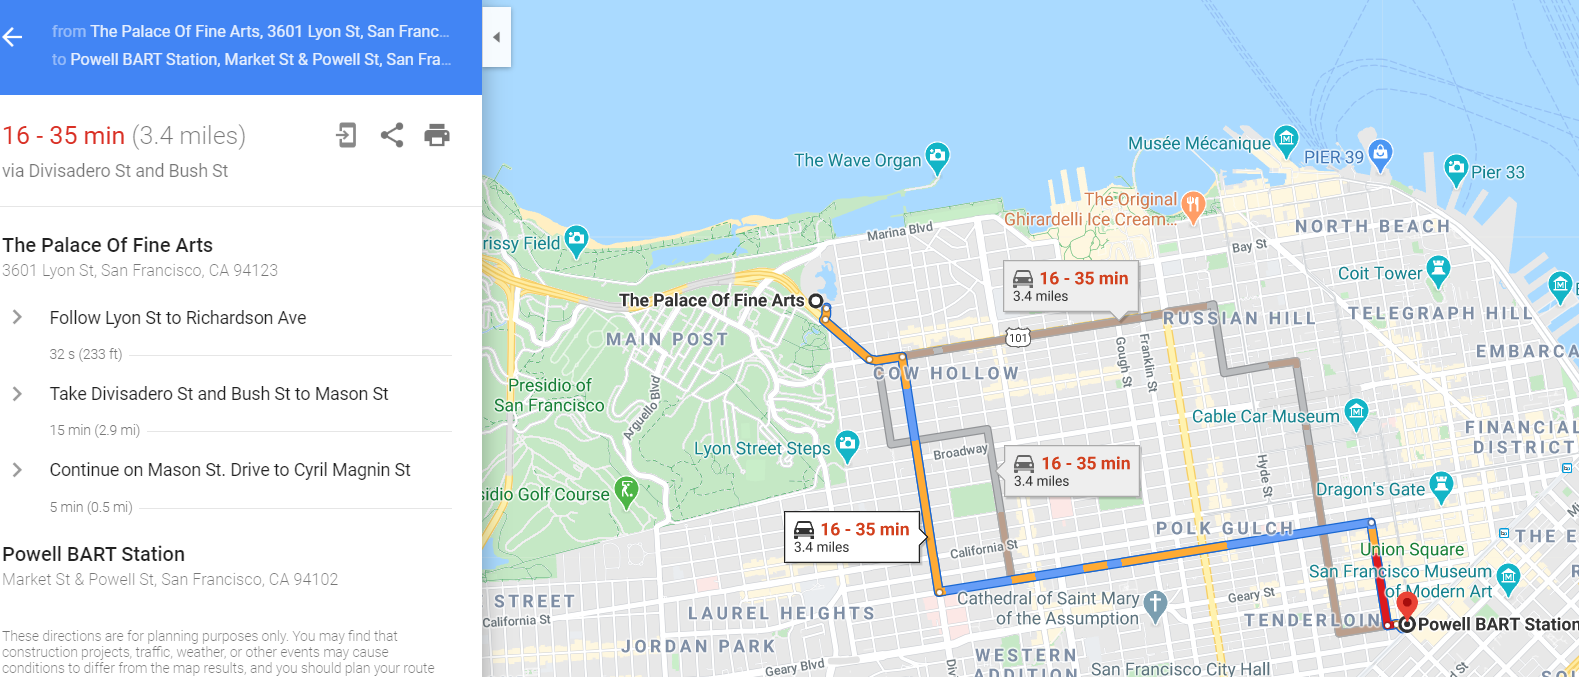 from The Palace Of Fine Arts, 3601 Lyon St, San Franc...
to Powell BART Station, Market St & Powell St, San Fra...
16 - 35 min (3.4 miles)
via Divisadero St and Bush St
The Palace Of Fine Arts
3601 Lyon St, San Francisco, CA 94123
Follow Lyon St to Richardson Ave
32 s (233 ft)
Take Divisadero St and Bush St to Mason St
15 min (2.9 mi)
Continue on Mason St. Drive to Cyril Magnin St
5 min (0.5 mi)
Powell BART Station
Market St & Powell St, San Francisco, CA 94102
These directions are for planning purposes only. You may find that
construction projects, traffic, weather, or other events may cause
conditions to differ from the map results, and you should plan your route
The Wave Organ
Musée Mécanique
PIER 39
Pier 33
The Original
Ghirardelli Ice Cream...
NORTH BEACH
rissy Field
Marina Blvd
Bay St
Coit Tower
16 - 35 min
3.4 miles
The Palace Of Fine Arts
RUSSIAN HILL
TELEGRAPH HILL
MAIN POST
101
Gough St
Franklin St
EMBARCA
COW HOLLOW
Presidio of
San Francisco
Arguello Blvd
Cable Car Museum
FINANCIAL
DISTRICT
Lyon Street Steps
Broadway
16 - 35 min
3.4 miles
Hyde St
Dragon's Gate
sidio Golf Course
16 - 35 min
3.4 miles
POLK GULCH
THE E
California St
Union Square
San Francisco Museum
of Modern Art
STREET
California St
LAUREL HEIGHTS
Cathedral of Saint Mary
of the Assumption
Geary St
TENDERLOIN
Powell BART Station
JORDAN PARK
WESTERN
ADDITION
Geary Blvd
San Francisco City Hall